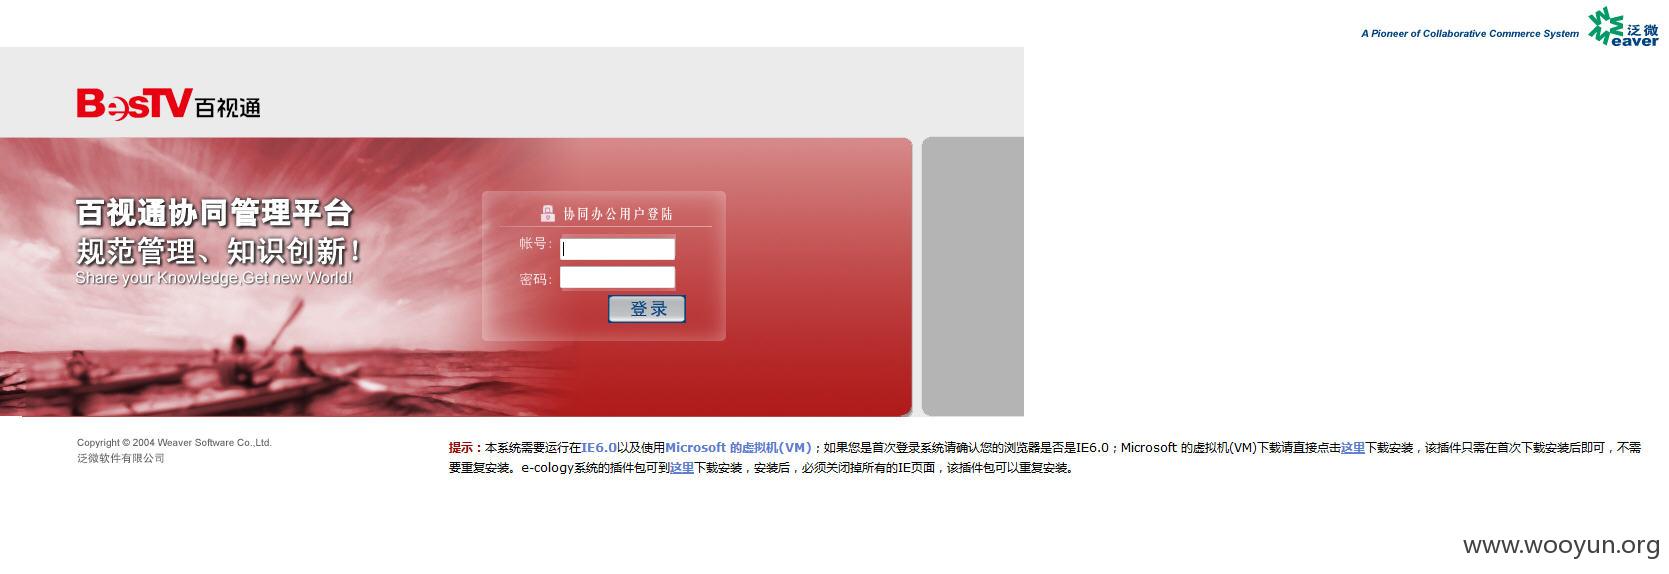 A Pioneer of Collaborative Commerce System
泛微
eaver
BesTV百视通
百视通协同管理平台
规范管理、知识创新!
Share your Knowledge,Get new World!
协同办公用户登陆
帐号:
密码:
登录
Copyright © 2004 Weaver Software Co.,Ltd.
泛微软件有限公司
提示：本系统需要运行在IE6.0以及使用Microsoft 的虚拟机(VM)；如果您是首次登录系统请确认您的浏览器是否是IE6.0；Microsoft 的虚拟机(VM)下载请直接点击这里下载安装，该插件只需在首次下载安装后即可，不需
要重复安装。e-cology系统的插件包可到这里下载安装，安装后，必须关闭掉所有的IE页面，该插件包可以重复安装。
www.wooyun.org